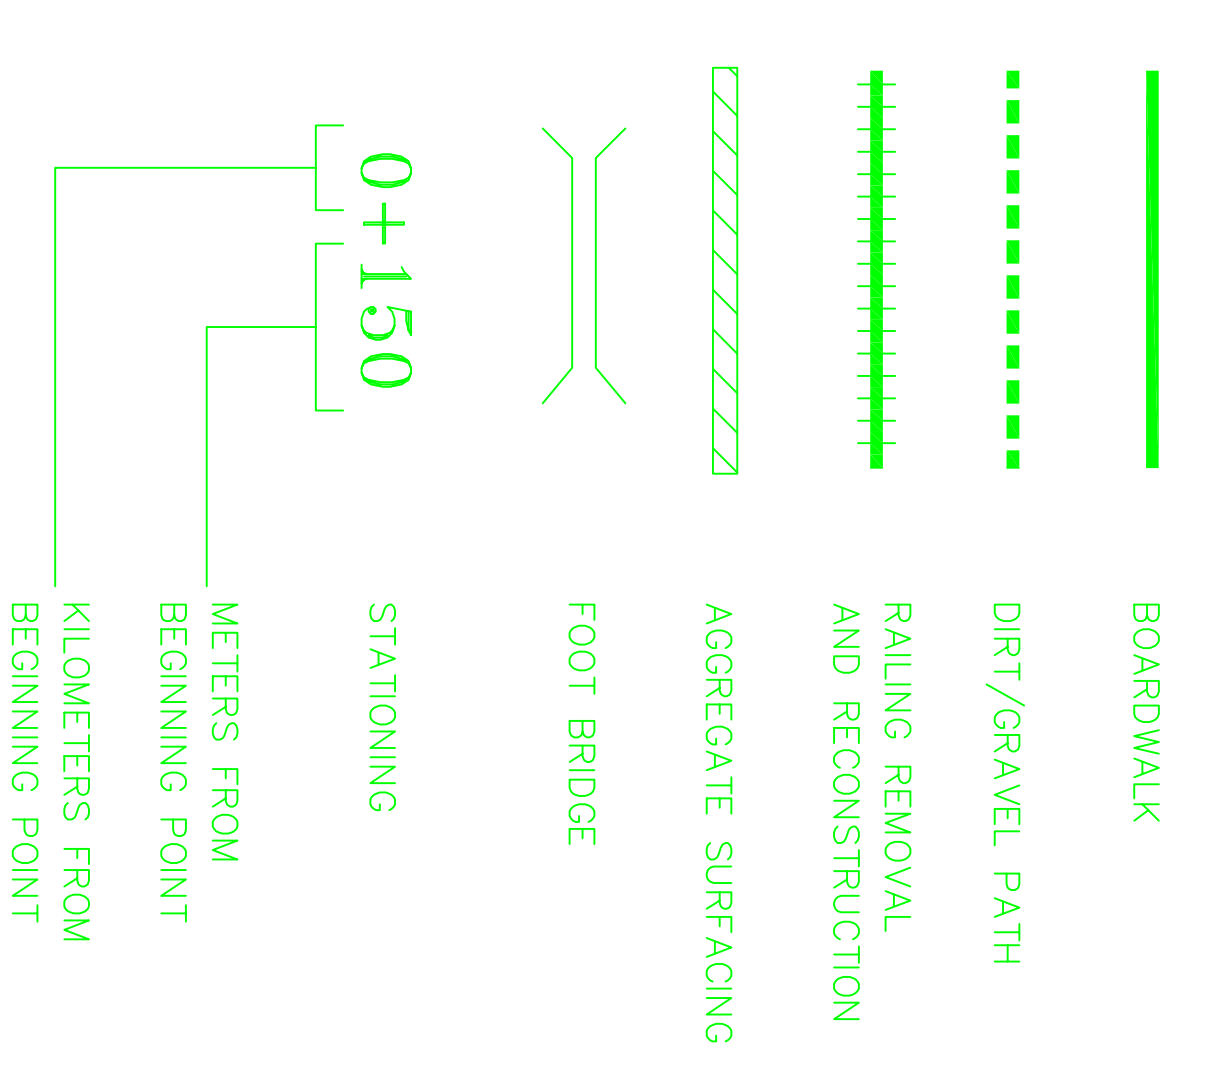 BOARDWALK
DIRT/GRAVEL PATH
RAILING REMOVAL
AND RECONSTRUCTION
AGGREGATE SURFACING
FOOT BRIDGE
0+150
STATIONING
METERS FROM
BEGINNING POINT
KILOMETERS FROM
BEGINNING POINT